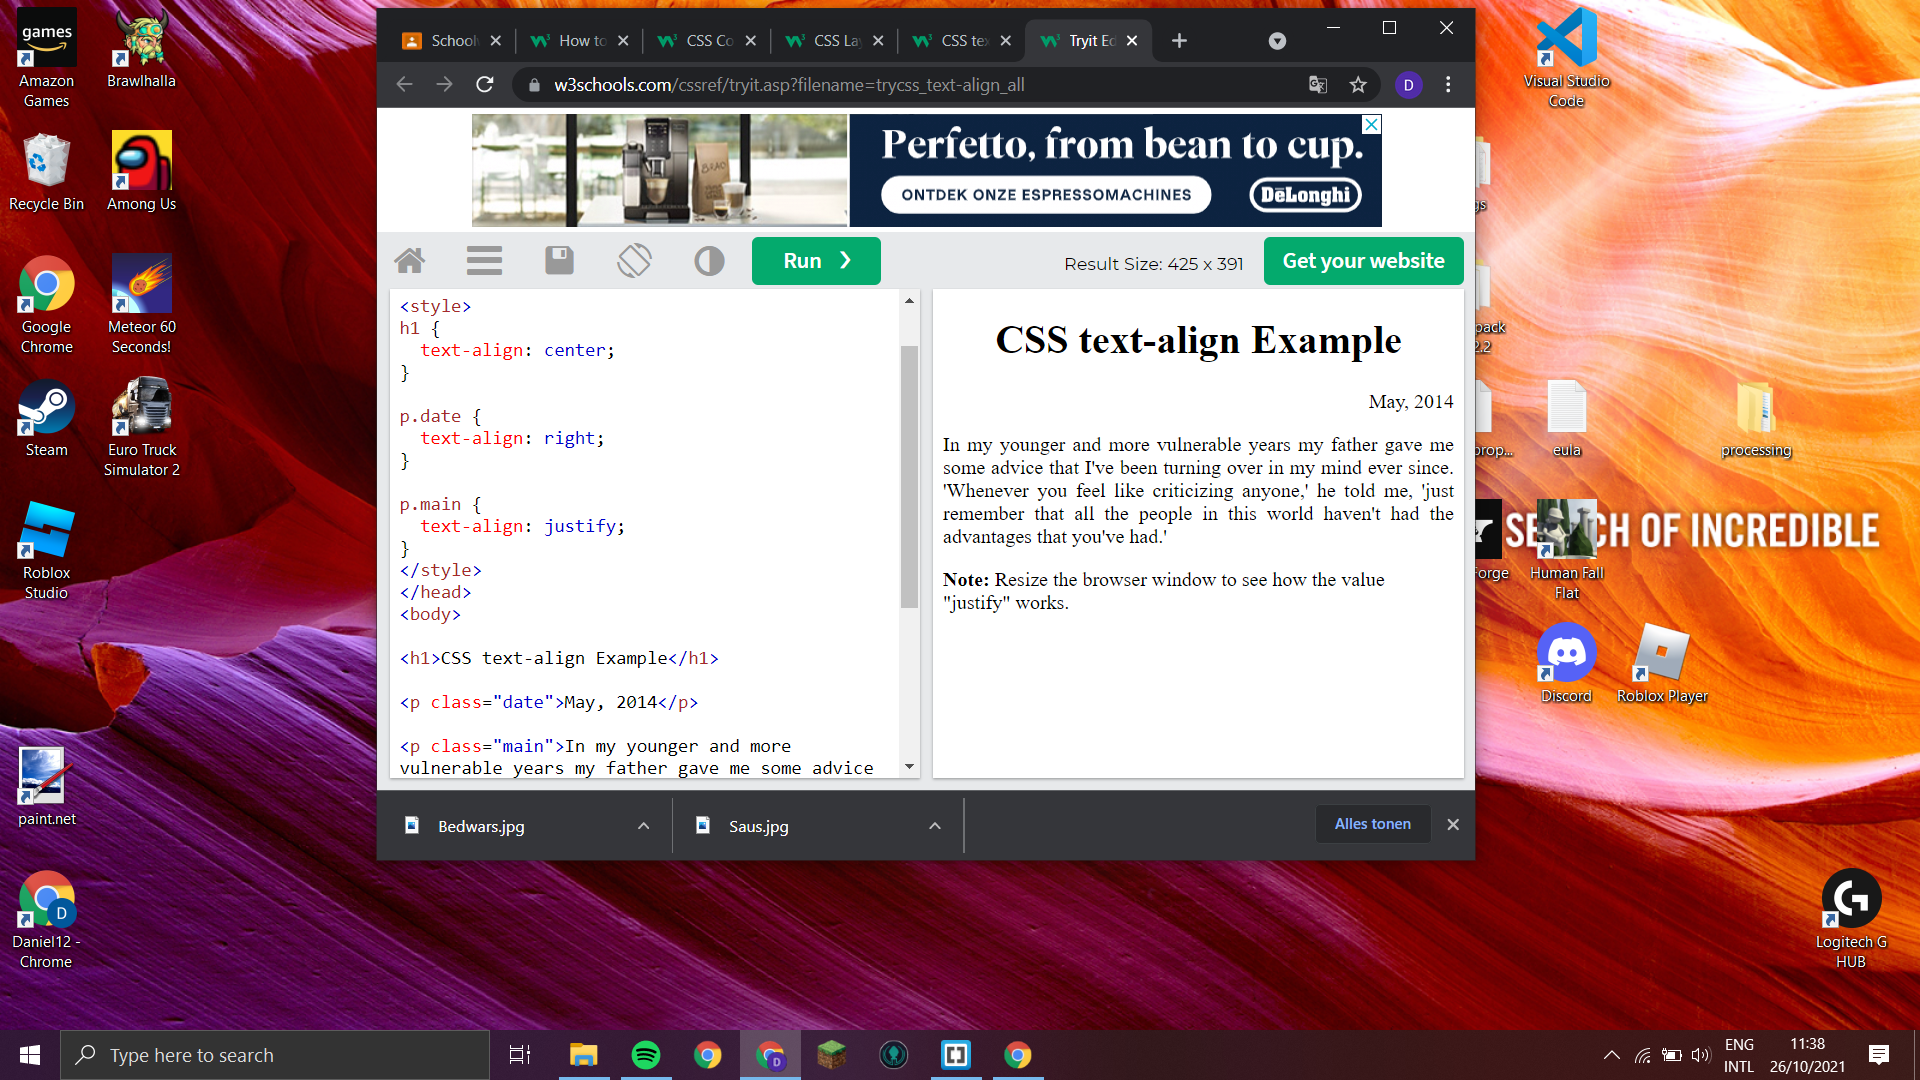 games
Amazon
Games
Brawlhalla
Recycle Bin
Among Us
Google
Chrome
Meteor 60
Seconds!
Steam
Euro Truck
Simulator 2
Roblox
Studio
paint.net
D
Daniel12 -
Chrome
School
How to
CSS Co
CSS La
CSS te
Tryit Ed
w3schools.com/cssref/tryit.asp?filename=trycss_text-align_all
D
Perfetto, from bean to cup.
ONTDEK ONZE ESPRESSOMACHINES
DēLonghi
Run ❯
Result Size: 425 x 391
Get your website
<style>
h1 {
text-align: center;
}
p.date {
text-align: right;
}
p.main {
text-align: justify;
}
</style>
</head>
<body>
<h1>CSS text-align Example</h1>
<p class="date">May, 2014</p>
<p class="main">In my younger and more
vulnerable years my father gave me some advice
CSS text-align Example
May, 2014
In my younger and more vulnerable years my father gave me
some advice that I've been turning over in my mind ever since.
'Whenever you feel like criticizing anyone,' he told me, 'just
remember that all the people in this world haven't had the
advantages that you've had.'
Note: Resize the browser window to see how the value
"justify" works.
Bedwars.jpg
Saus.jpg
Alles tonen
Visual Studio
Code
gs
pack
2.2
prop...
eula
processing
SE
CH OF INCREDIBLE
orge
Human Fall
Flat
Discord
Roblox Player
Logitech G
HUB
Type here to search
D
ENG
INTL
11:38
26/10/2021